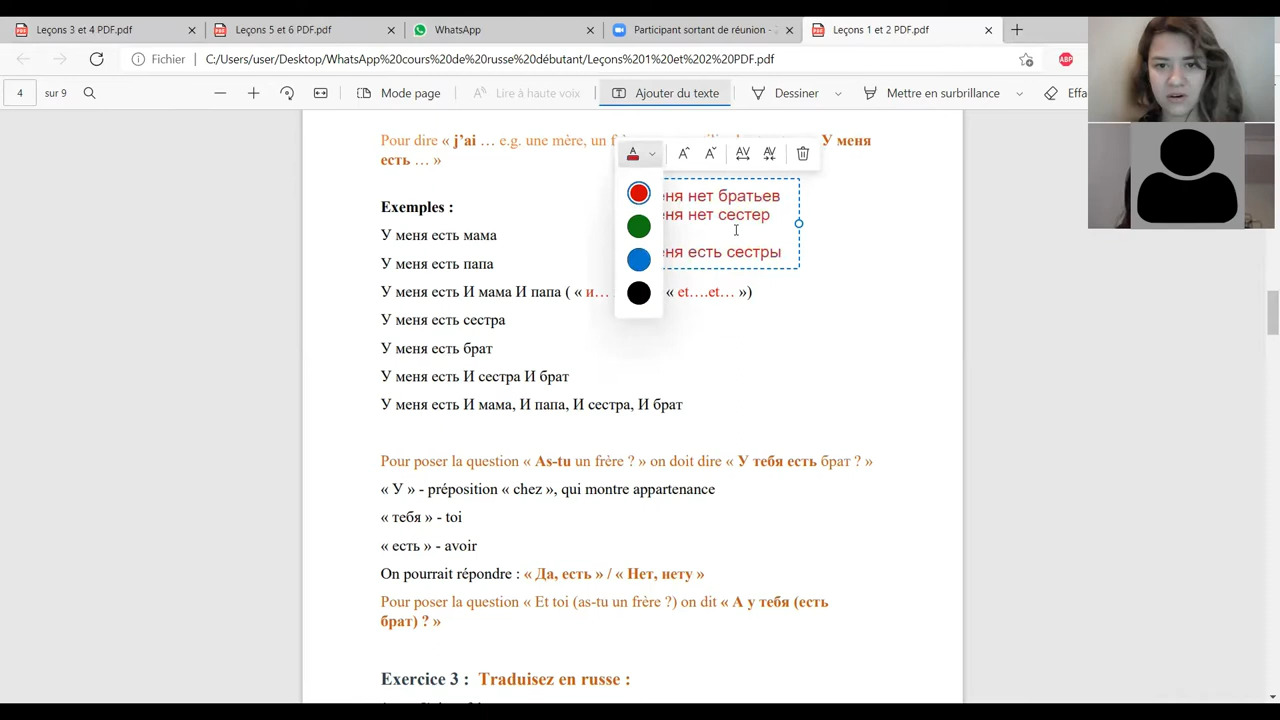 Leçons 3 et 4 PDF.pdf
Leçons 5 et 6 PDF.pdf
WhatsApp
Participant sortant de réunion -
Leçons 1 et 2 PDF.pdf
Fichier
C:/Users/user/Desktop/WhatsApp%20cours%20de%20russe%20débutant/Leçons%201%20et%202%20PDF.pdf
ABP
4 sur 9
Mode page
Lire à haute voix
Ajouter du texte
Dessiner
Mettre en surbrillance
Effa
Pour dire « j’ai … e.g. une mère, un У меня
есть … »
Exemples :
ня нет братьев
У меня есть мама
ня нет сестер
У меня есть папа
ня есть сестры
У меня есть И мама И папа ( « и… « et….et… »)
У меня есть сестра
У меня есть брат
У меня есть И сестра И брат
У меня есть И мама, И папа, И сестра, И брат
Pour poser la question « As-tu un frère ? » on doit dire « У тебя есть брат ? »
« У » - préposition « chez », qui montre appartenance
« тебя » - toi
« есть » - avoir
On pourrait répondre : « Да, есть » / « Нет, нету »
Pour poser la question « Et toi (as-tu un frère ?) on dit « А у тебя (есть
брат) ? »
Exercice 3 : Traduisez en russe :